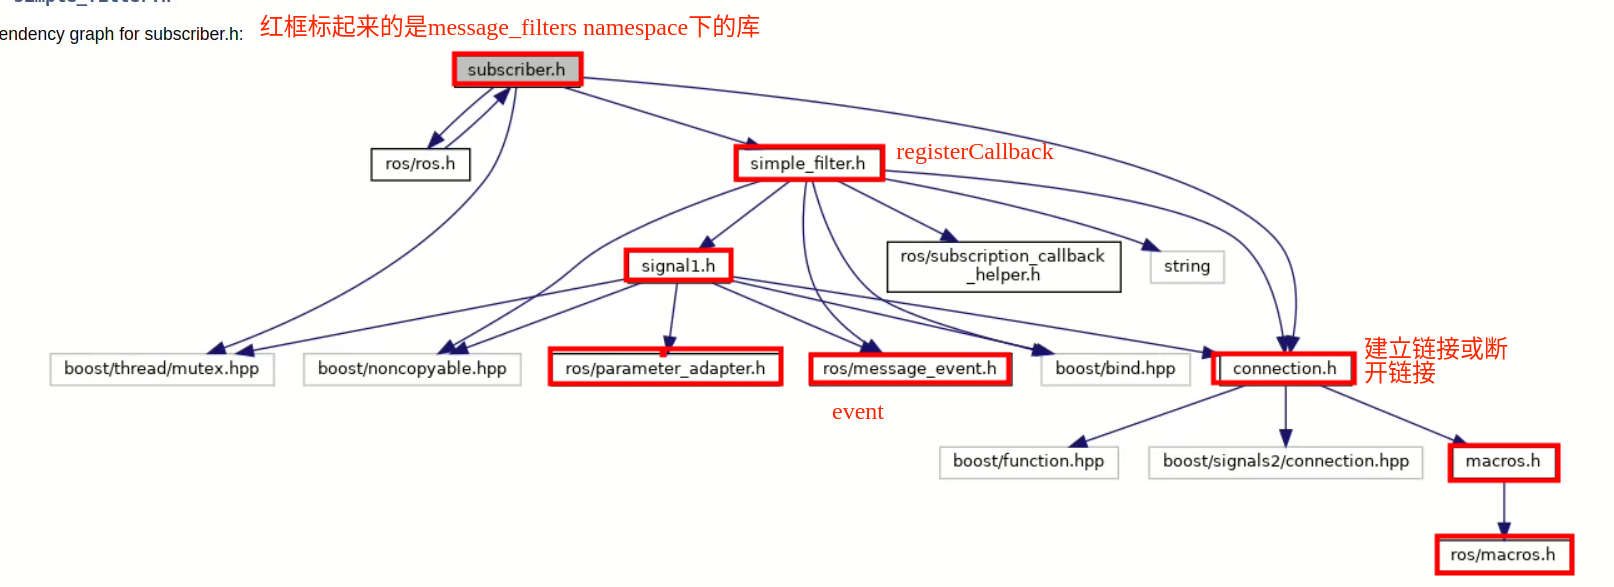 endency graph for subscriber.h:
红框标起来的是message_filters namespace下的库
subscriber.h
ros/ros.h
simple_filter.h
registerCallback
signal1.h
ros/subscription_callback
_helper.h
string
boost/thread/mutex.hpp
boost/noncopyable.hpp
ros/parameter_adapter.h
ros/message_event.h
boost/bind.hpp
connection.h
建立链接或断
开链接
event
boost/function.hpp
boost/signals2/connection.hpp
macros.h
ros/macros.h